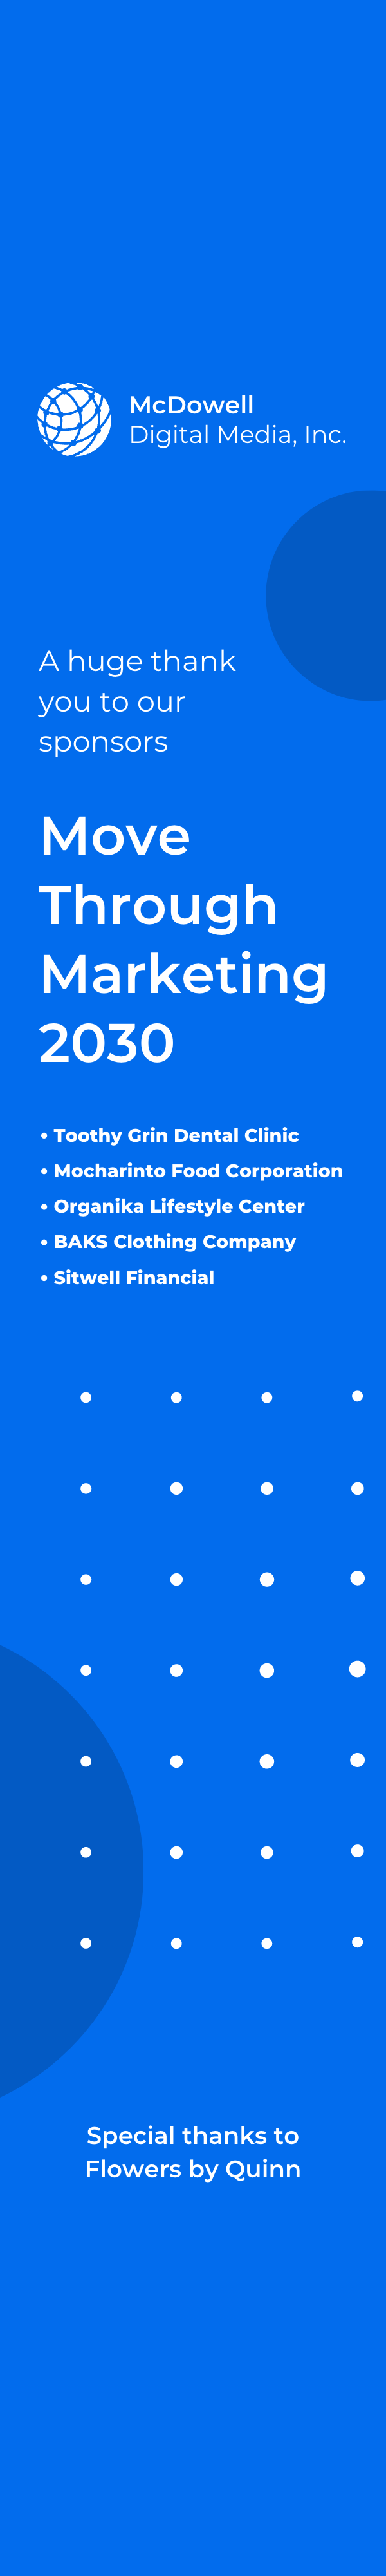 McDowell
Digital Media, Inc.
A huge thank
you to our
sponsors
Move
Through
Marketing
2030
• Toothy Grin Dental Clinic
• Mocharinto Food Corporation
• Organika Lifestyle Center
• BAKS Clothing Company
• Sitwell Financial
Special thanks to
Flowers by Quinn